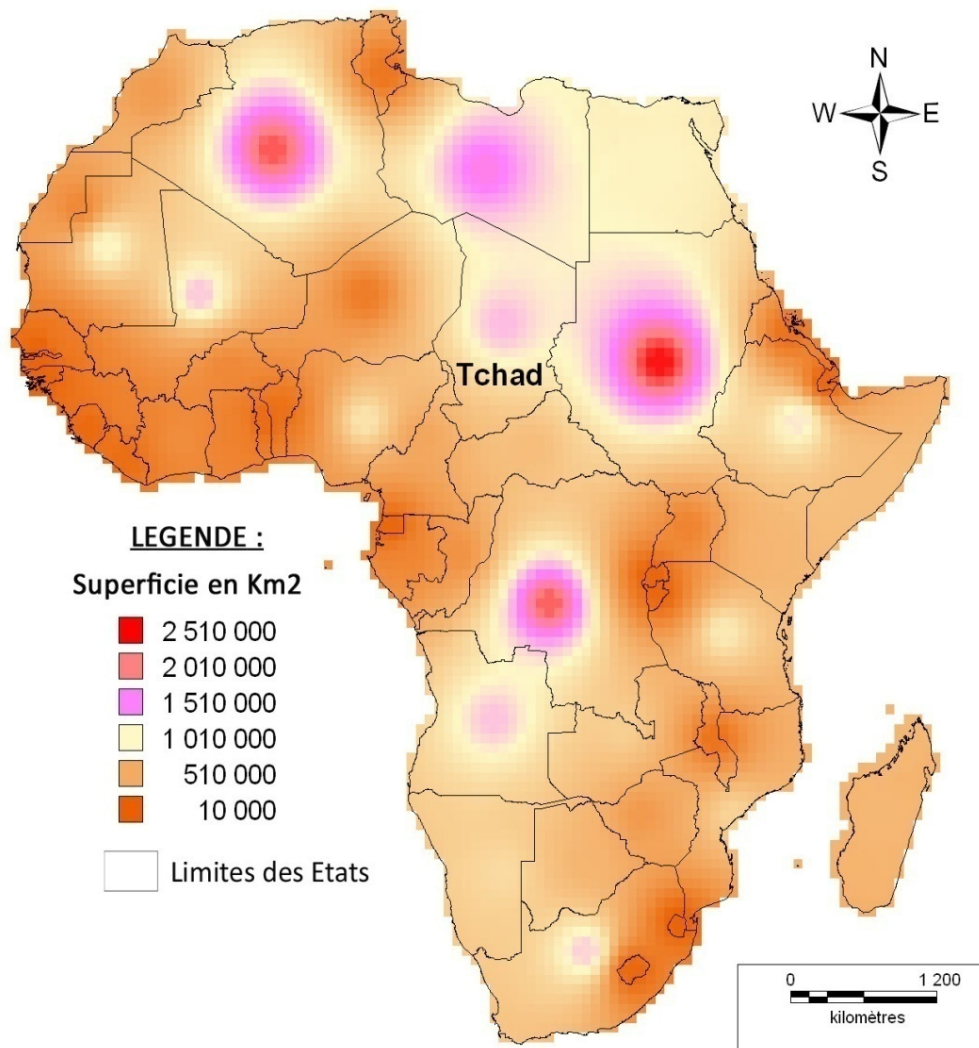 N
W E
S
Tchad
LEGENDE :
Superficie en Km2
2 510 000
2 010 000
1 510 000
1 010 000
510 000
10 000
Limites des Etats
0 1 200
kilomètres